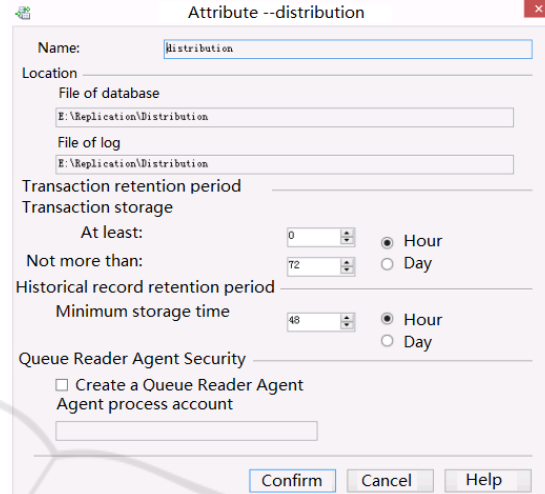 Attribute --distribution
Name: distribution
Location
File of database
E:\Replication\Distribution
File of log
E:\Replication\Distribution
Transaction retention period
Transaction storage
At least: 0 Hour
Not more than: 72 Day
Historical record retention period
Minimum storage time 48 Hour
Day
Queue Reader Agent Security
Create a Queue Reader Agent
Agent process account
Confirm Cancel Help